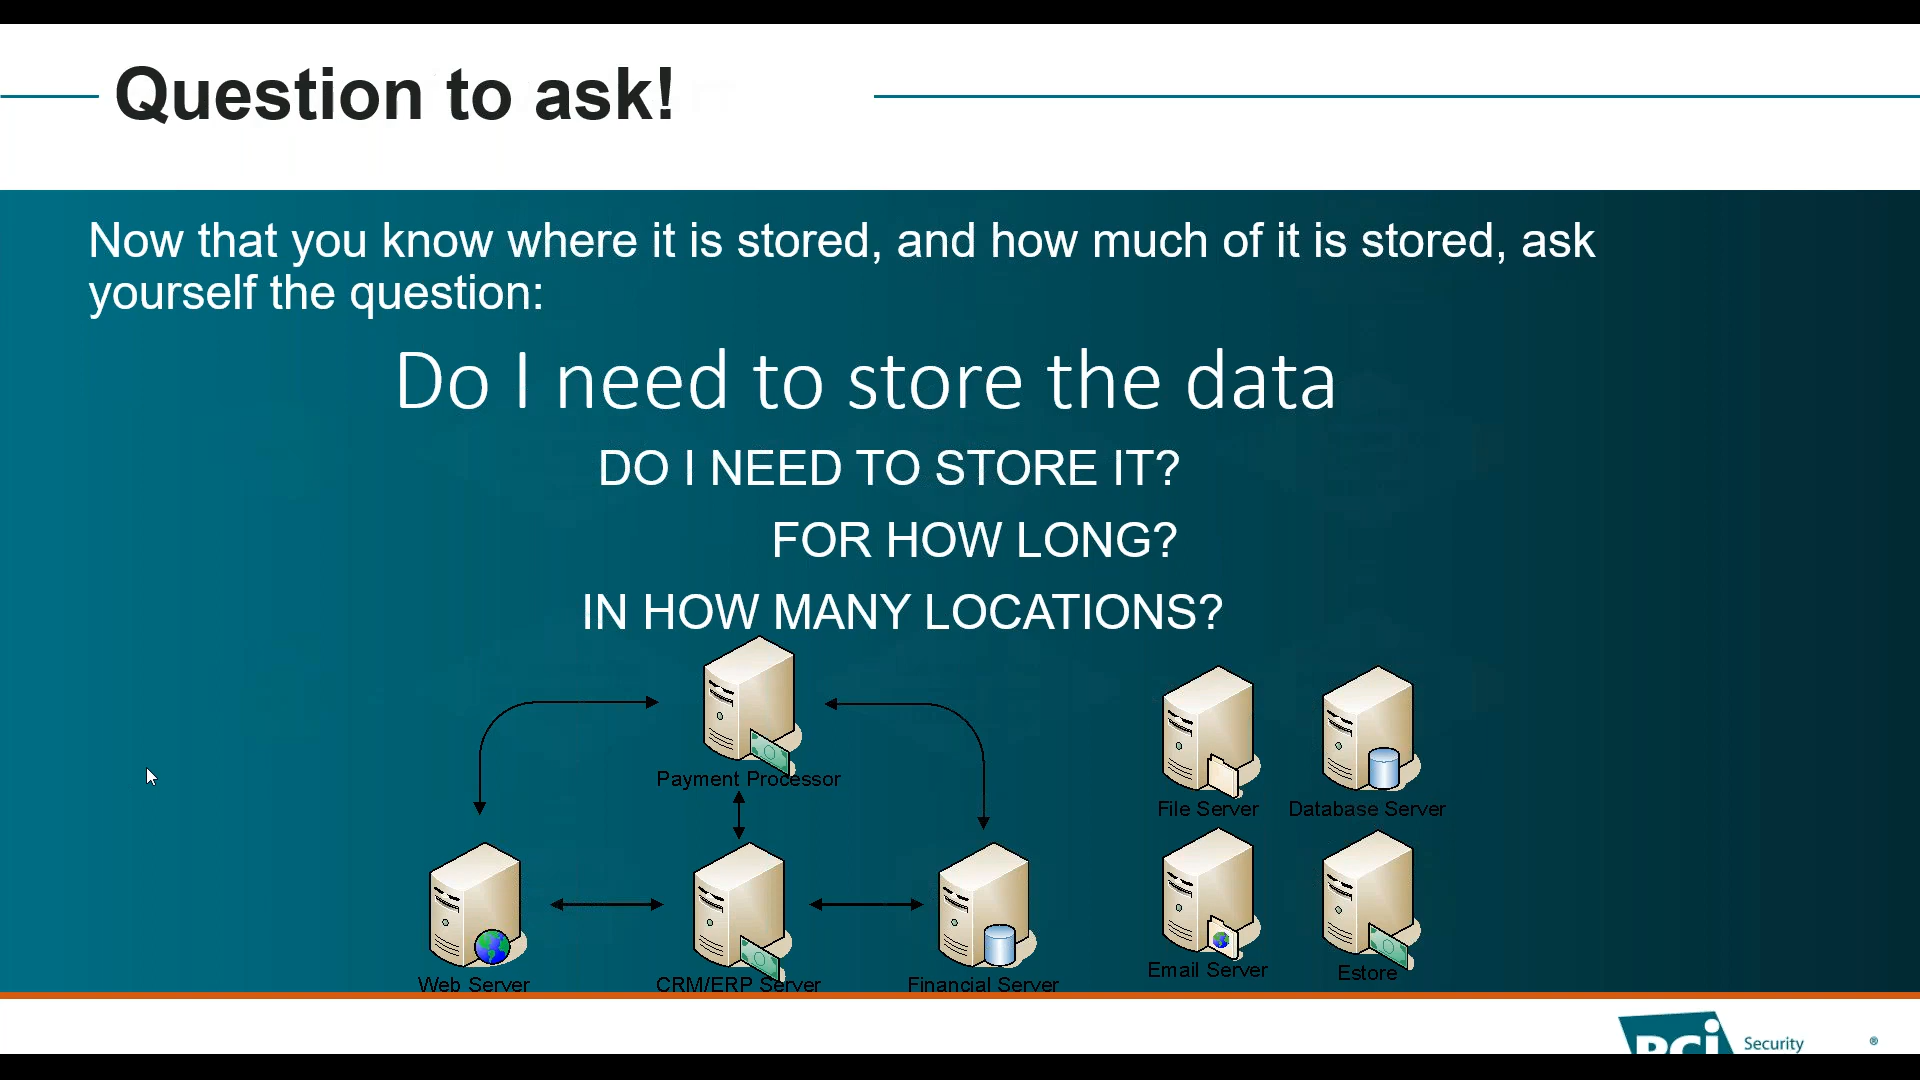 Question to ask!
Now that you know where it is stored, and how much of it is stored, ask
yourself the question:
Do I need to store the data
DO I NEED TO STORE IT?
FOR HOW LONG?
IN HOW MANY LOCATIONS?
Payment Processor
File Server
Database Server
Web Server
CRM/ERP Server
Financial Server
Email Server
Estore
PCi Security ®